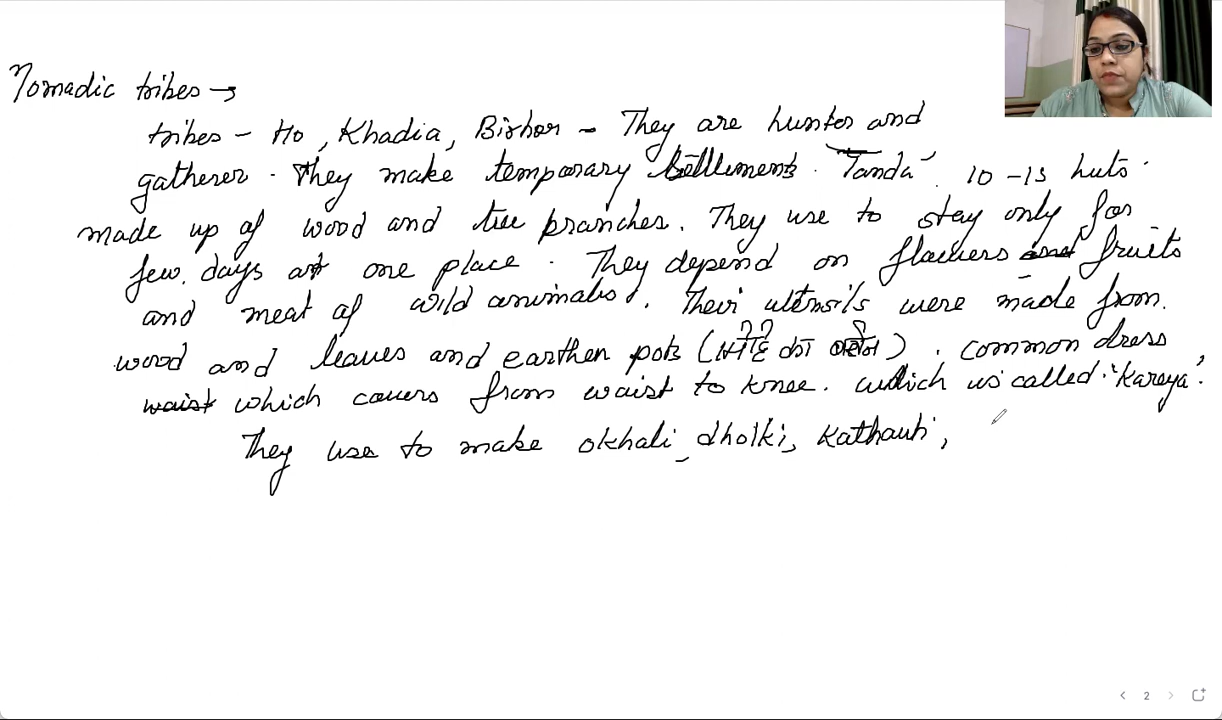 Nomadic tribes →
tribes - Ho, Khadia, Birhor - They are hunter and
gatherer. They make temporary settlements. 'Tanda'. 10-15 huts.
made up of wood and tree branches. They use to stay only for
few days at one place. They depend on flowers fruits
and meat of wild animals. Their utensils were made from.
wood and leaves and earthen pots ( का बर्तन). common dress
waist which covers from waist to knee. which is called "Kareya".
They use to make okhali, dholki, Kathauti,
2